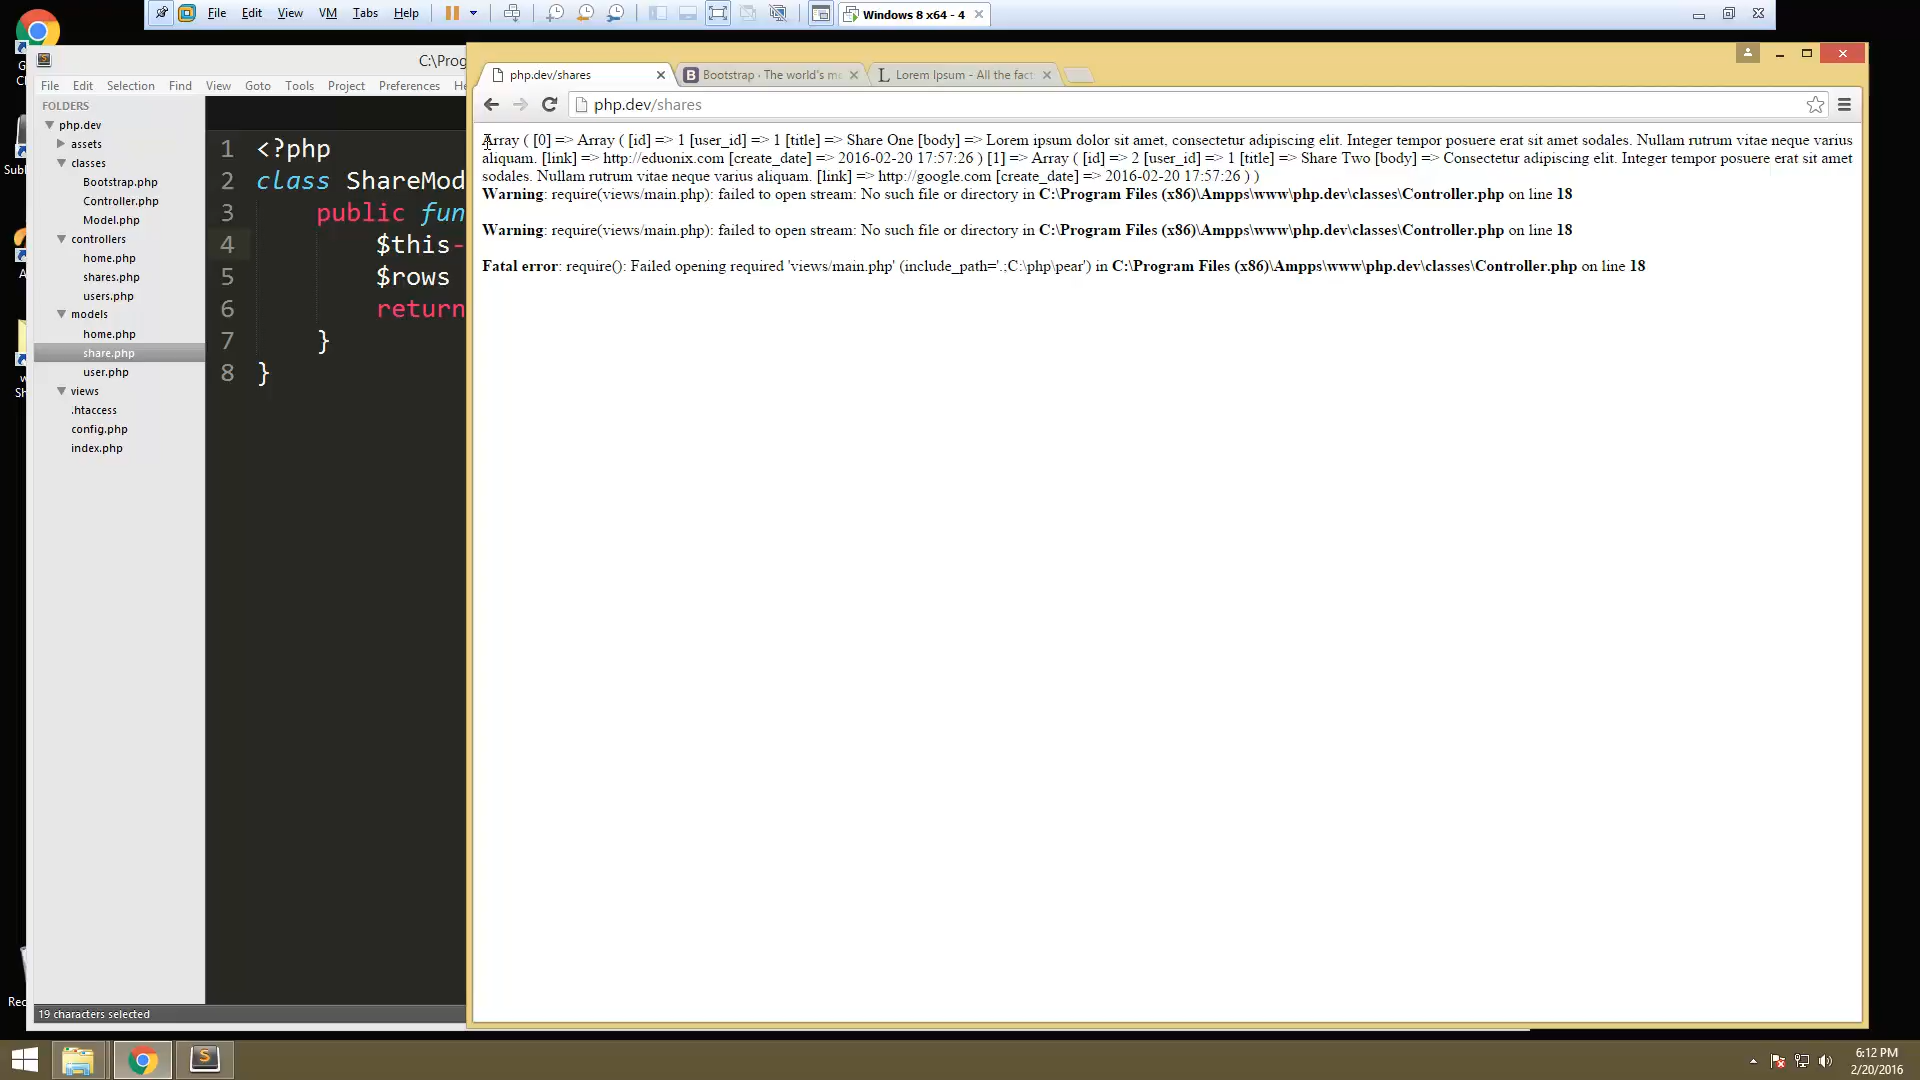 File Edit View VM Tabs Help Windows 8 x64 - 4
C:\Prog
File Edit Selection Find View Goto Tools Project Preferences He
FOLDERS
php.dev
assets
classes
Bootstrap.php
Controller.php
Model.php
controllers
home.php
shares.php
users.php
models
home.php
share.php
user.php
views
.htaccess
config.php
index.php
1 <?php
2 class ShareMod
3 public fun
4 $this-
5 $rows
6 return
7 }
8 }
19 characters selected
php.dev/shares Bootstrap · The world's mo Lorem Ipsum - All the fact
php.dev/shares
Array ( [0] => Array ( [id] => 1 [user_id] => 1 [title] => Share One [body] => Lorem ipsum dolor sit amet, consectetur adipiscing elit. Integer tempor posuere erat sit amet sodales. Nullam rutrum vitae neque varius
aliquam. [link] => http://eduonix.com [create_date] => 2016-02-20 17:57:26 ) [1] => Array ( [id] => 2 [user_id] => 1 [title] => Share Two [body] => Consectetur adipiscing elit. Integer tempor posuere erat sit amet
sodales. Nullam rutrum vitae neque varius aliquam. [link] => http://google.com [create_date] => 2016-02-20 17:57:26 ) )
Warning: require(views/main.php): failed to open stream: No such file or directory in C:\Program Files (x86)\Ampps\www\php.dev\classes\Controller.php on line 18
Warning: require(views/main.php): failed to open stream: No such file or directory in C:\Program Files (x86)\Ampps\www\php.dev\classes\Controller.php on line 18
Fatal error: require(): Failed opening required 'views/main.php' (include_path='.;C:\php\pear') in C:\Program Files (x86)\Ampps\www\php.dev\classes\Controller.php on line 18
6:12 PM
2/20/2016